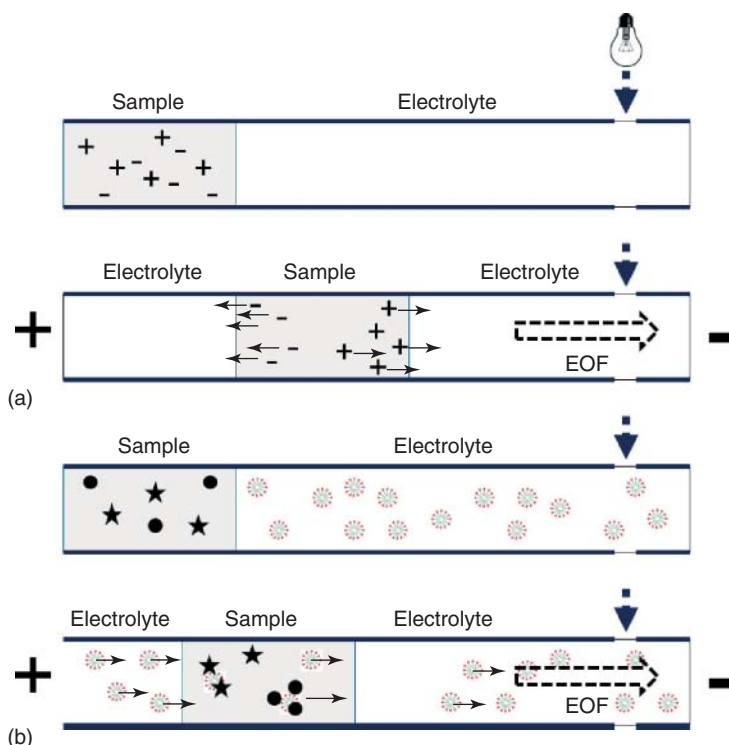 Sample Electrolyte
Electrolyte Sample Electrolyte
+ EOF -
(a)
Sample Electrolyte
Electrolyte Sample Electrolyte
+ EOF -
(b)